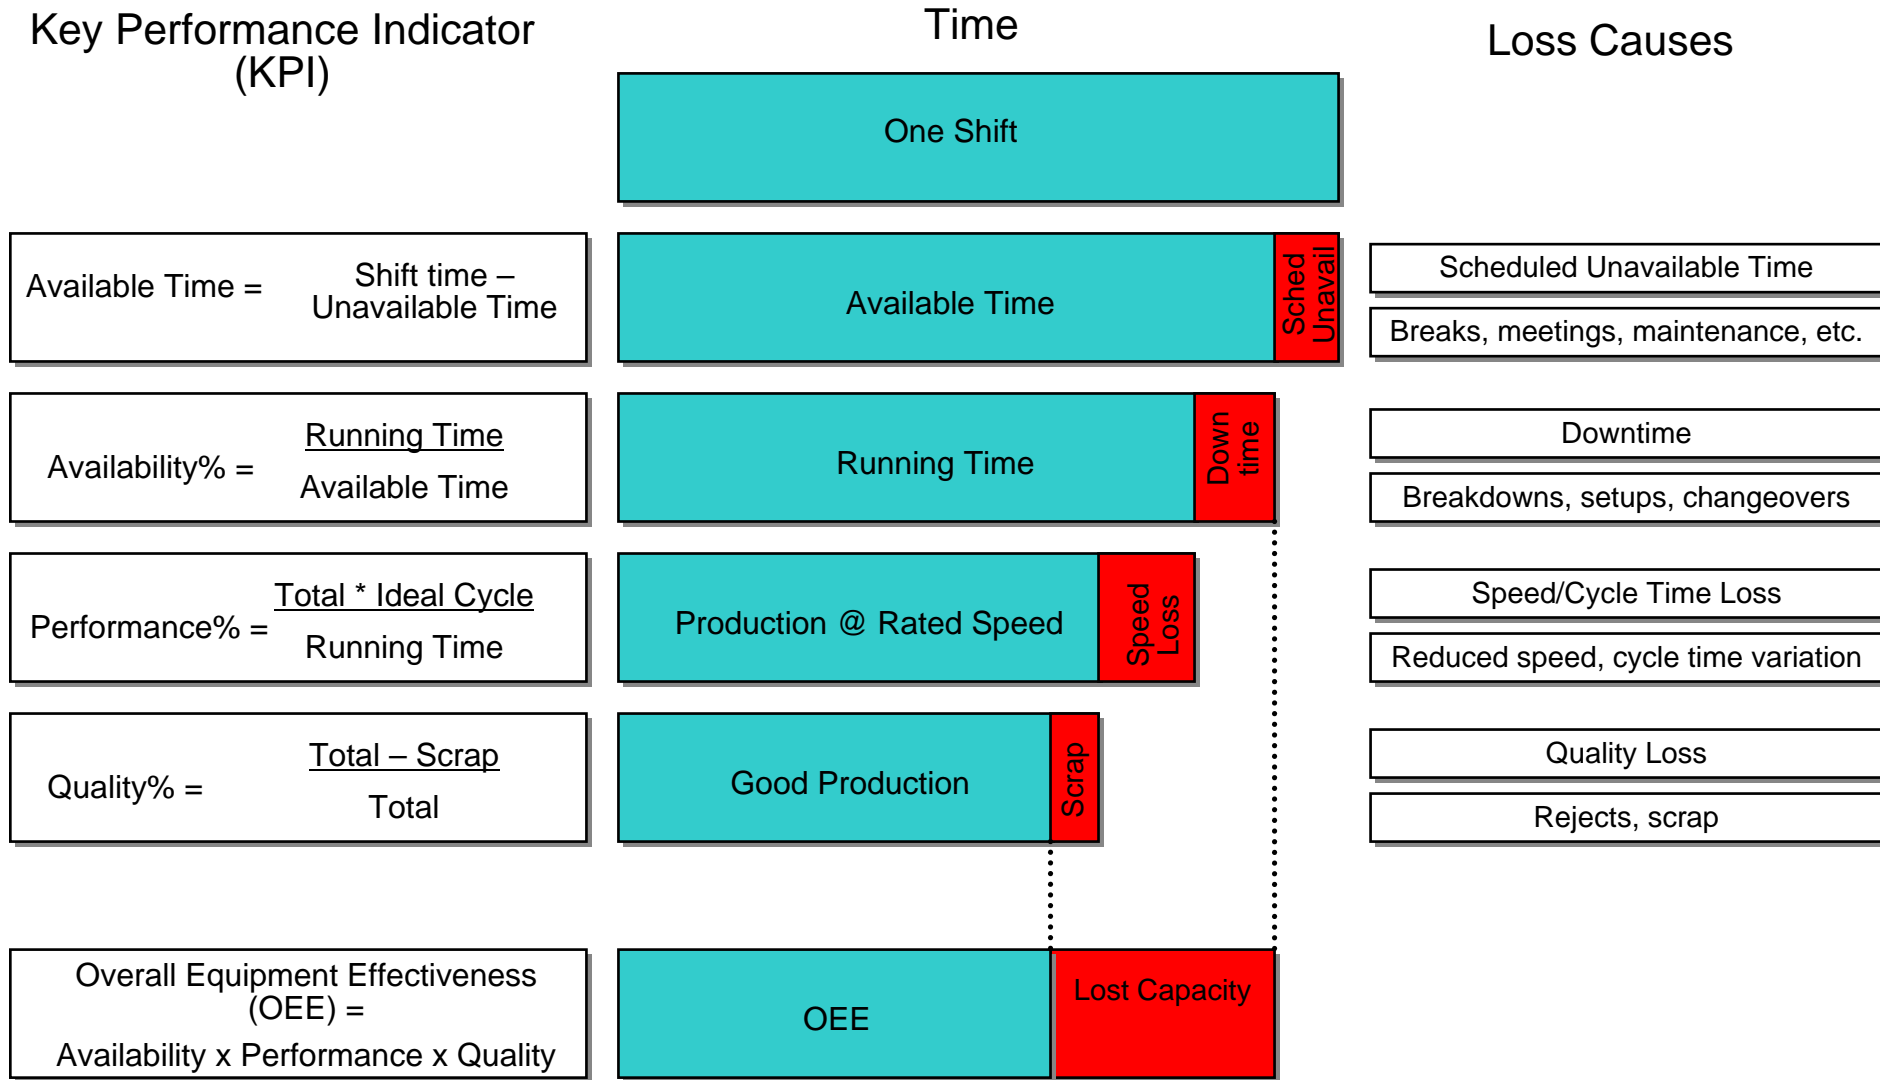 Key Performance Indicator
(KPI)
Time
Loss Causes
One Shift
Available Time =
Shift time –
Unavailable Time
Available Time
Sched
Unavail
Scheduled Unavailable Time
Breaks, meetings, maintenance, etc.
Availability% =
Running Time
Available Time
Running Time
Down
time
Downtime
Breakdowns, setups, changeovers
Performance% =
Total * Ideal Cycle
Running Time
Production @ Rated Speed
Speed
Loss
Speed/Cycle Time Loss
Reduced speed, cycle time variation
Quality% =
Total – Scrap
Total
Good Production
Scrap
Quality Loss
Rejects, scrap
Overall Equipment Effectiveness
(OEE) =
Availability x Performance x Quality
OEE
Lost Capacity